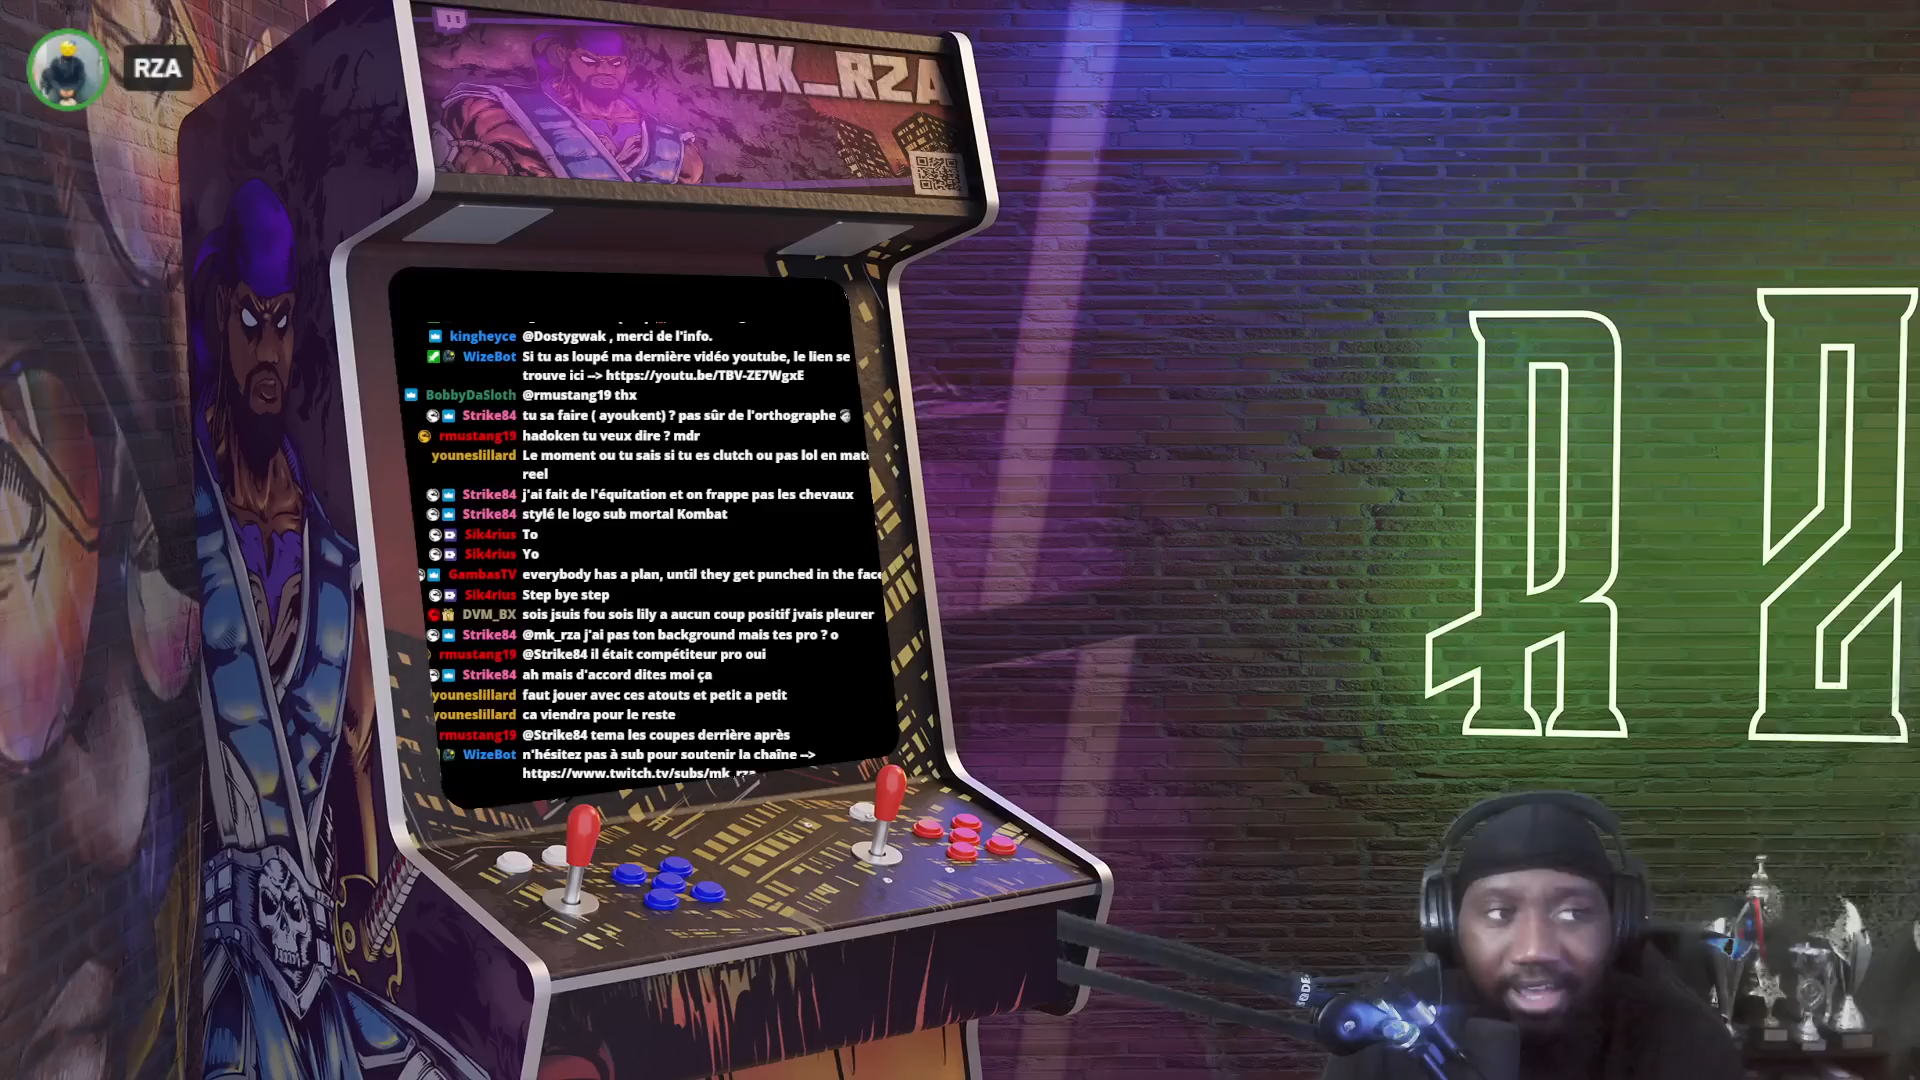 RZA
MK_RZA
kingheyce @Dostygwak , merci de l'info.
WizeBot Si tu as loupé ma dernière vidéo youtube, le lien se
trouve ici --> https://youtu.be/TBV-ZE7WgxE
BobbyDaSloth @rmustang19 thx
Strike84 tu sa faire ( ayoukent) ? pas sûr de l'orthographe
rmustang19 hadoken tu veux dire ? mdr
youneslillard Le moment ou tu sais si tu es clutch ou pas lol en
reel
Strike84 j'ai fait de l'équitation et on frappe pas les chevaux
Strike84 stylé le logo sub mortal Kombat
Sik4rius To
Sik4rius Yo
GambasTV everybody has a plan, until they get punched in the face
Sik4rius Step bye step
DVM_BX sois jsuis fou sois lily a aucun coup positif jvais pleurer
Strike84 @mk_rza j'ai pas ton background mais tes pro ? o
rmustang19 @Strike84 il était compétiteur pro oui
Strike84 ah mais d'accord dites moi ça
youneslillard faut jouer avec ces atouts et petit a petit
youneslillard ca viendra pour le reste
rmustang19 @Strike84 tema les coupes derrière après
WizeBot n'hésitez pas à sub pour soutenir la chaîne -->
https://www.twitch.tv/subs/mk_rza
R Z